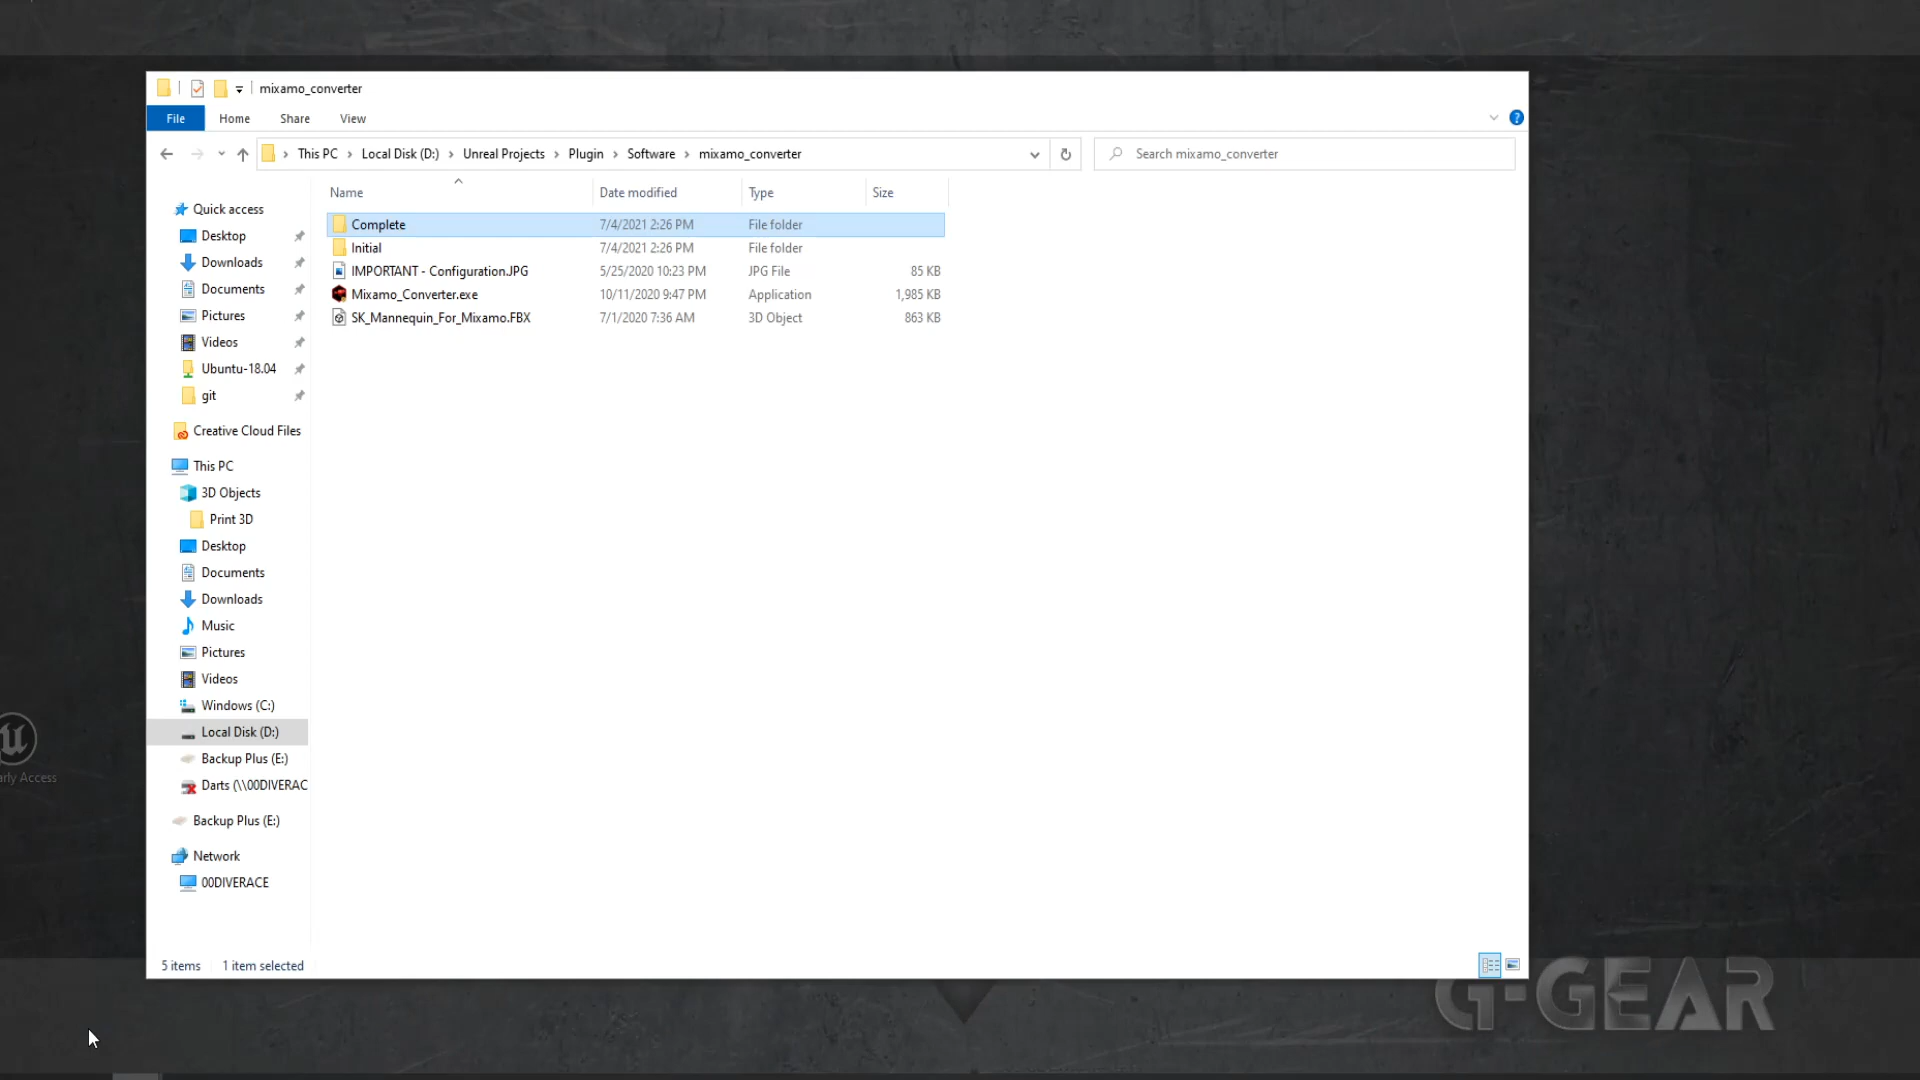 mixamo_converter
File Home Share View
This PC Local Disk (D:) Unreal Projects Plugin Software mixamo_converter Search mixamo_converter
Name Date modified Type Size
Quick access
Desktop
Downloads
Documents
Pictures
Videos
Ubuntu-18.04
git
Creative Cloud Files
This PC
3D Objects
Print 3D
Desktop
Documents
Downloads
Music
Pictures
Videos
Windows (C:)
Local Disk (D:)
Backup Plus (E:)
Darts (\\00DIVERAC
Backup Plus (E:)
Network
00DIVERACE
Complete 7/4/2021 2:26 PM File folder
Initial 7/4/2021 2:26 PM File folder
IMPORTANT - Configuration.JPG 5/25/2020 10:23 PM JPG File 85 KB
Mixamo_Converter.exe 10/11/2020 9:47 PM Application 1,985 KB
SK_Mannequin_For_Mixamo.FBX 7/1/2020 7:36 AM 3D Object 863 KB
5 items 1 item selected
arly Access
G-GEAR